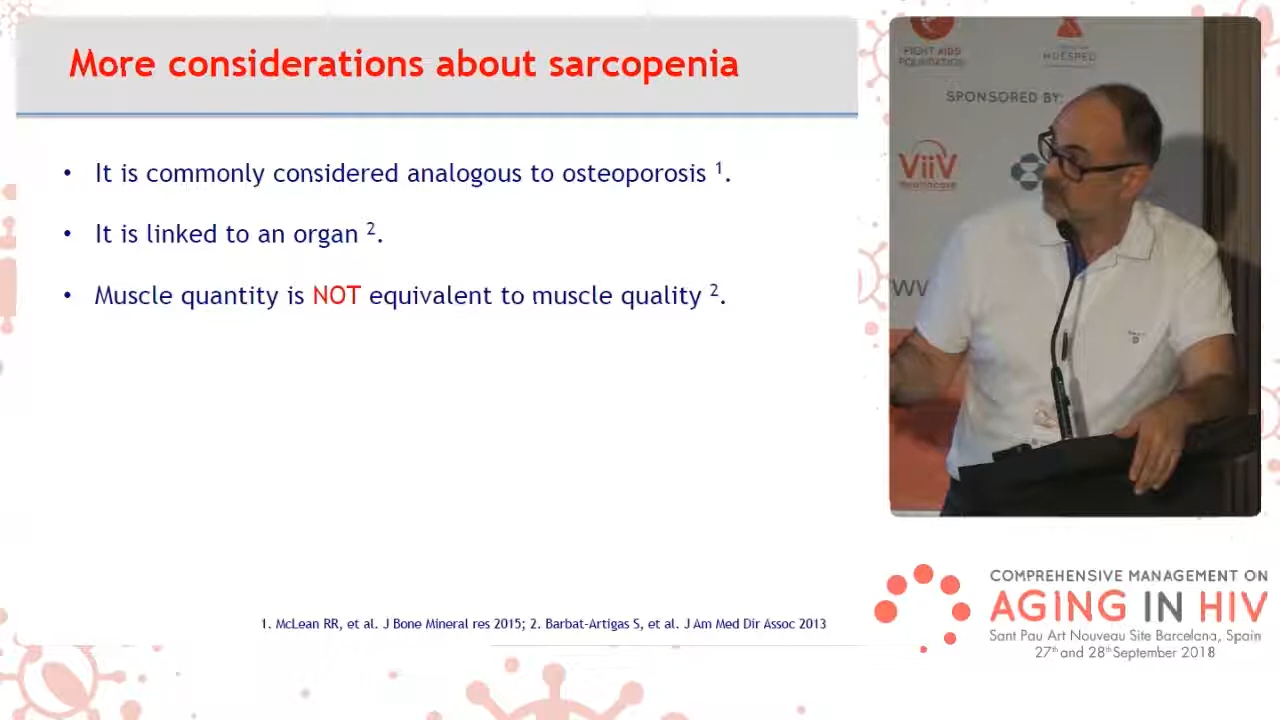 More considerations about sarcopenia
• It is commonly considered analogous to osteoporosis ¹.
• It is linked to an organ ².
• Muscle quantity is NOT equivalent to muscle quality ².
1. McLean RR, et al. J Bone Mineral res 2015; 2. Barbat-Artigas S, et al. J Am Med Dir Assoc 2013
FIGHT AIDS
FOUNDATION
HUÉSPED
SPONSORED BY:
ViiV
Healthcare
COMPREHENSIVE MANAGEMENT ON
AGING IN HIV
Sant Pau Art Nouveau Site Barcelona, Spain
27th and 28th September 2018